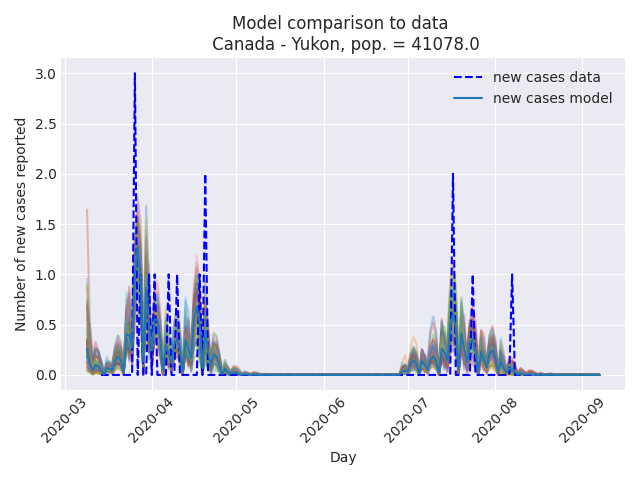 Model comparison to data
Canada - Yukon, pop. = 41078.0
new cases data
new cases model
Number of new cases reported
3.0
2.5
2.0
1.5
1.0
0.5
0.0
2020-03
2020-04
2020-05
2020-06
2020-07
2020-08
2020-09
Day